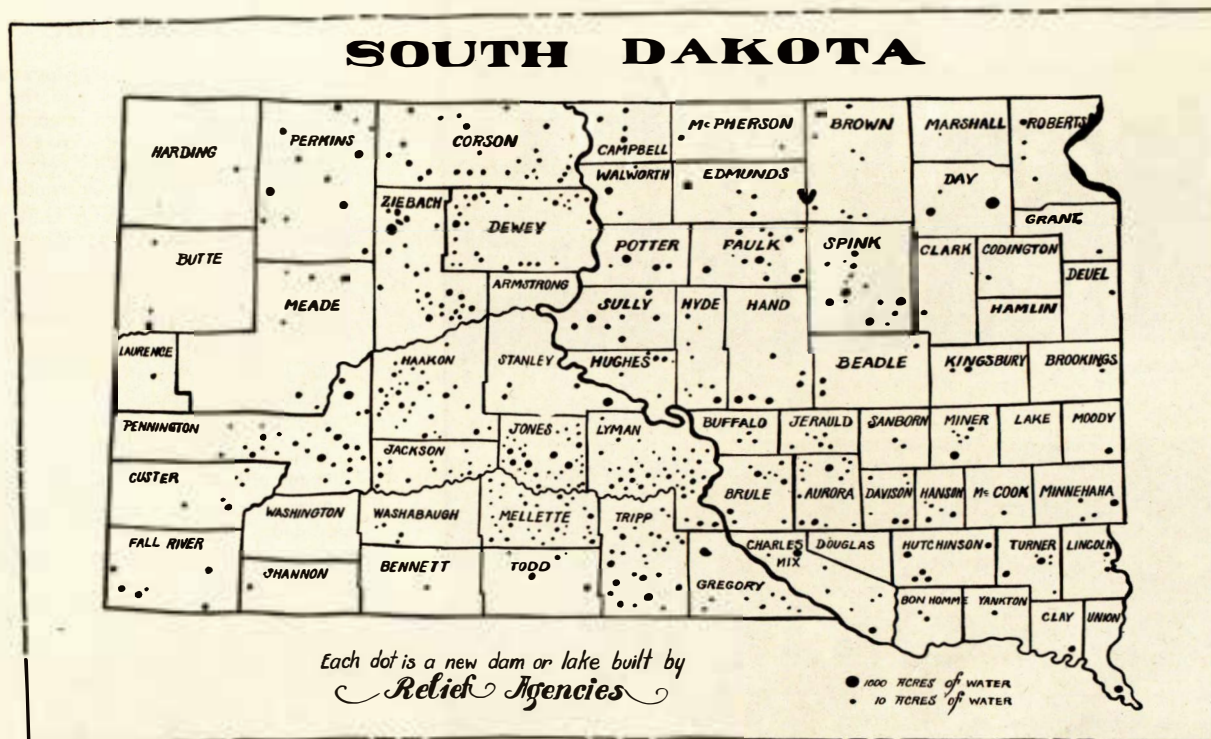 SOUTH DAKOTA
HARDING
PERKINS
CORSON
CAMPBELL
McPHERSON
BROWN
MARSHALL
ROBERTS
WALWORTH
EDMUNDS
DAY
ZIEBACH
DEWEY
GRANT
BUTTE
POTTER
FAULK
SPINK
CLARK
CODINGTON
DEUEL
MEADE
ARMSTRONG
SULLY
HYDE
HAND
HAMLIN
LAURENCE
HAAKON
STANLEY
HUGHES
BEADLE
KINGSBURY
BROOKINGS
PENNINGTON
JACKSON
JONES
LYMAN
BUFFALO
JERAULD
SANBORN
MINER
LAKE
MOODY
CUSTER
BRULE
AURORA
DAVISON
HANSON
McCOOK
MINNEHAHA
WASHINGTON
WASHABAUGH
MELLETTE
TRIPP
FALL RIVER
SHANNON
BENNETT
TODD
GREGORY
CHARLES
MIX
DOUGLAS
HUTCHINSON
TURNER
LINCOLN
BON HOMME
YANKTON
CLAY
UNION
Each dot is a new dam or lake built by
Relief Agencies
1000 ACRES of WATER
10 ACRES of WATER